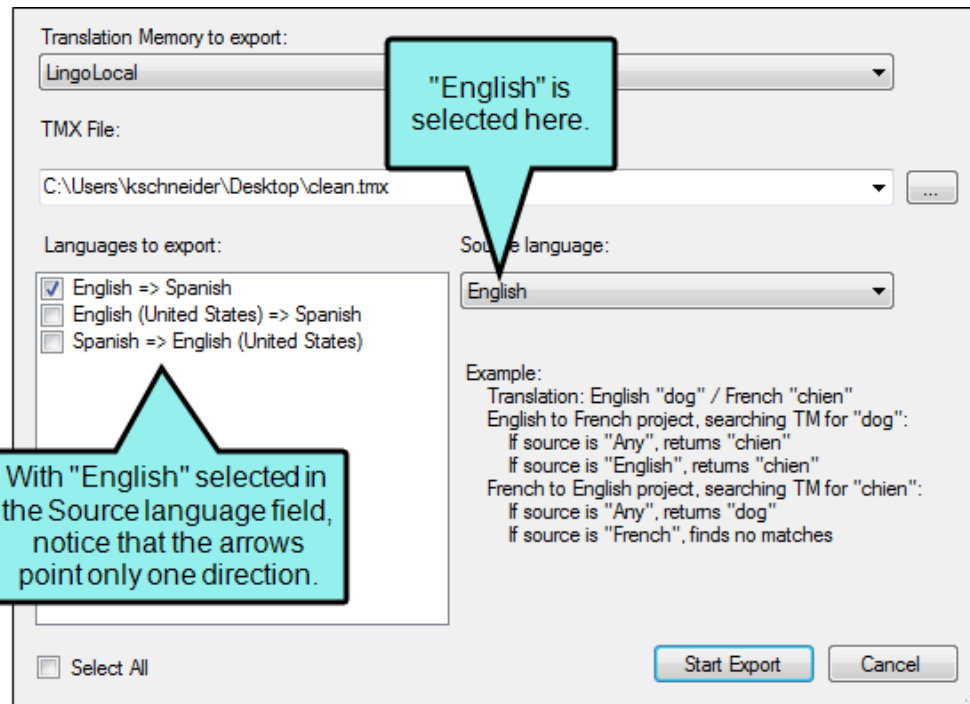 Translation Memory to export:
LingoLocal
"English" is
selected here.
TMX File:
C:\Users\kschneider\Desktop\clean.tmx
...
Languages to export:
English => Spanish
English (United States) => Spanish
Spanish => English (United States)
With "English" selected in
the Source language field,
notice that the arrows
point only one direction.
Source language:
English
Example:
Translation: English "dog" / French "chien"
English to French project, searching TM for "dog":
If source is "Any", returns "chien"
If source is "English", returns "chien"
French to English project, searching TM for "chien":
If source is "Any", returns "dog"
If source is "French", finds no matches
Select All
Start Export
Cancel